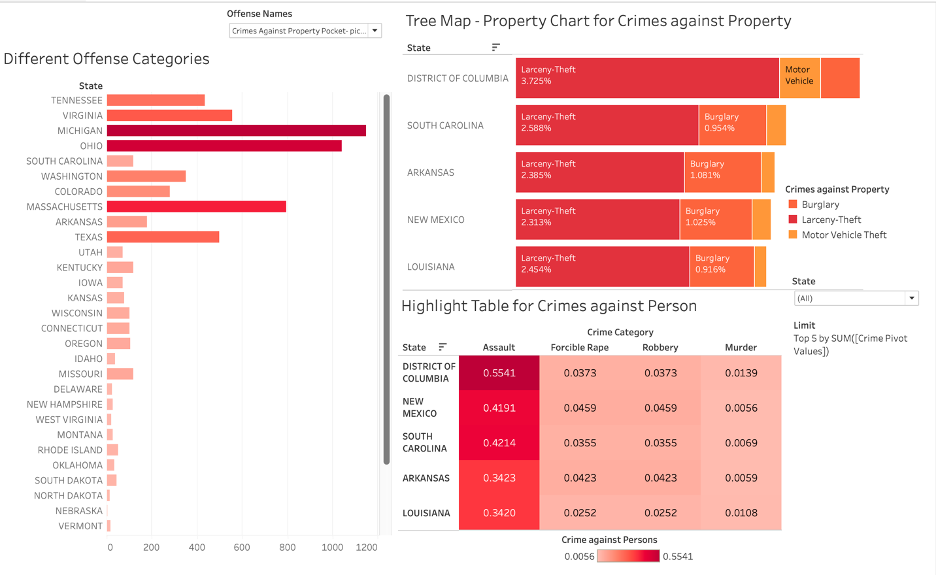 Offense Names
Crimes Against Property Pocket- pic...
Different Offense Categories
State
TENNESSEE
VIRGINIA
MICHIGAN
OHIO
SOUTH CAROLINA
WASHINGTON
COLORADO
MASSACHUSETTS
ARKANSAS
TEXAS
UTAH
KENTUCKY
IOWA
KANSAS
WISCONSIN
CONNECTICUT
OREGON
IDAHO
MISSOURI
DELAWARE
NEW HAMPSHIRE
WEST VIRGINIA
MONTANA
RHODE ISLAND
OKLAHOMA
SOUTH DAKOTA
NORTH DAKOTA
NEBRASKA
VERMONT
0 200 400 600 800 1000 1200
Tree Map - Property Chart for Crimes against Property
State
DISTRICT OF COLUMBIA
Larceny-Theft
3.725%
Motor
Vehicle
SOUTH CAROLINA
Larceny-Theft
2.588%
Burglary
0.954%
ARKANSAS
Larceny-Theft
2.385%
Burglary
1.081%
NEW MEXICO
Larceny-Theft
2.313%
Burglary
1.025%
LOUISIANA
Larceny-Theft
2.454%
Burglary
0.916%
Crimes against Property
Burglary
Larceny-Theft
Motor Vehicle Theft
State
(All)
Limit
Top 5 by SUM([Crime Pivot
Values])
Highlight Table for Crimes against Person
Crime Category
State Assault Forcible Rape Robbery Murder
DISTRICT OF
COLUMBIA
0.5541 0.0373 0.0373 0.0139
NEW
MEXICO
0.4191 0.0459 0.0459 0.0056
SOUTH
CAROLINA
0.4214 0.0355 0.0355 0.0069
ARKANSAS 0.3423 0.0423 0.0423 0.0059
LOUISIANA 0.3420 0.0252 0.0252 0.0108
Crime against Persons
0.0056 0.5541